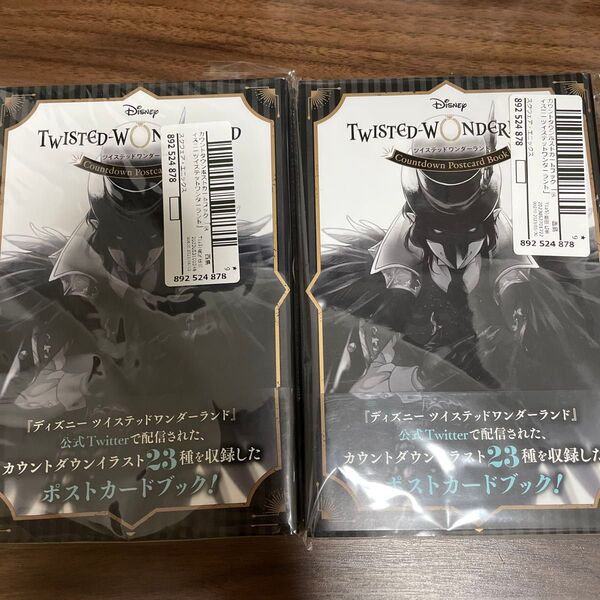 Disney
TWISTED-WONDE D
ツイステッドワンダー
Countdown Postca
892 524 878
892 524 878
『ディズニー ツイステッドワンダーランド』
公式Twitterで配信された、
カウントダウンイラスト23種を収録した
ポストカードブック!
Disney
TWISTED-WONDER
ツイステッドワンダーラン
Countdown Postcard Book
892 524 878
892 524 878
『ディズニー ツイステッドワンダーランド』
公式Twitterで配信された、
カウントダウンイラスト23種を収録した
ポストカードブック!